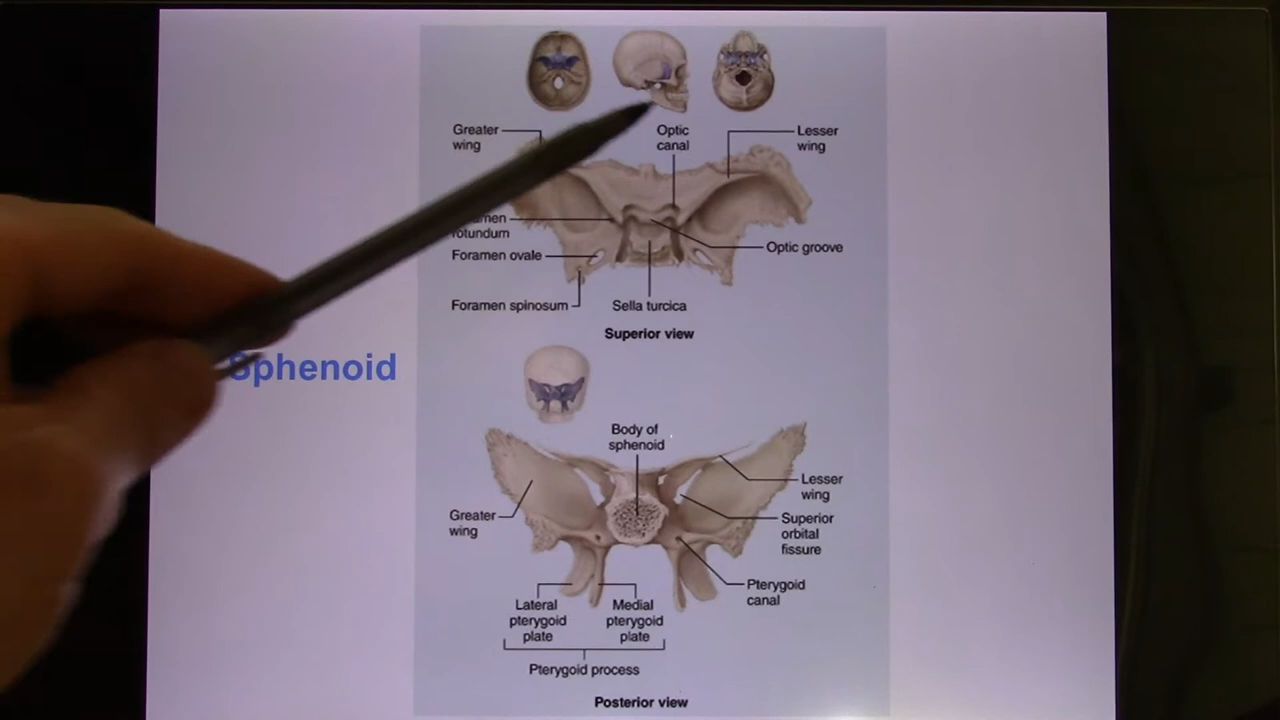 Greater
wing
Optic
canal
Lesser
wing
rotundum
Optic groove
Foramen ovale
Foramen spinosum
Sella turcica
Superior view
Sphenoid
Body of
sphenoid
Lesser
wing
Greater
wing
Superior
orbital
fissure
Pterygoid
canal
Lateral
pterygoid
plate
Medial
pterygoid
plate
Pterygoid process
Posterior view